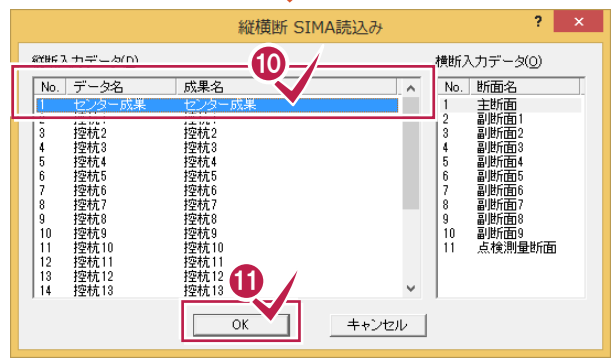 縦横断 SIMA読込み
? ×
縦断入力データ(P) 横断入力データ(O)
No. データ名 成果名 No. 断面名
10
1 センター成果 センター成果 1 主断面
2 2 副断面1
3 控杭2 控杭2 3 副断面2
4 控杭3 控杭3 4 副断面3
5 控杭4 控杭4 5 副断面4
6 控杭5 控杭5 6 副断面5
7 控杭6 控杭6 7 副断面6
8 控杭7 控杭7 8 副断面7
9 控杭8 控杭8 9 副断面8
10 控杭9 控杭9 10 副断面9
11 控杭10 控杭10 11 点検測量断面
12 控杭11 控杭11
13 控杭12 控杭12
14 控杭13 控杭13
11
OK キャンセル